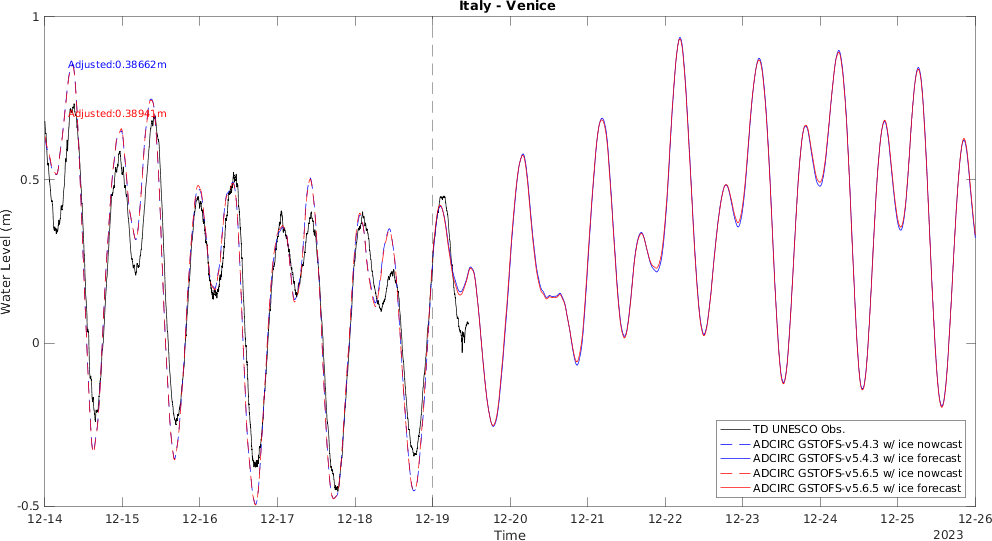 Italy - Venice
Water Level (m)
1
0.5
0
-0.5
Adjusted:0.38662m
Adjusted:0.38941m
TD UNESCO Obs.
ADCIRC GSTOFS-v5.4.3 w/ ice nowcast
ADCIRC GSTOFS-v5.4.3 w/ ice forecast
ADCIRC GSTOFS-v5.6.5 w/ ice nowcast
ADCIRC GSTOFS-v5.6.5 w/ ice forecast
12-14 12-15 12-16 12-17 12-18 12-19 12-20 12-21 12-22 12-23 12-24 12-25 12-26
Time
2023